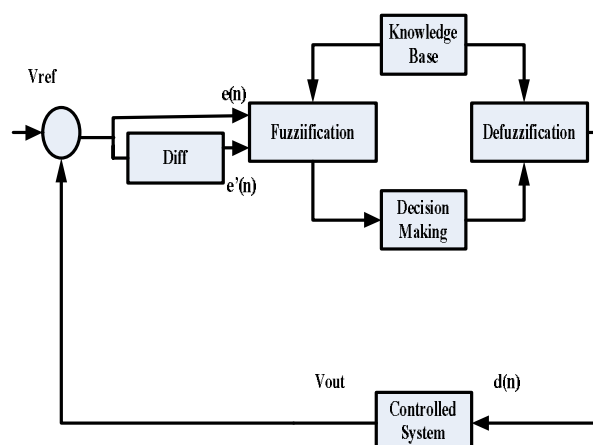 Knowledge
Base
Vref
e(n)
Fuzziification
Defuzzification
Diff
e'(n)
Decision
Making
Vout
d(n)
Controlled
System